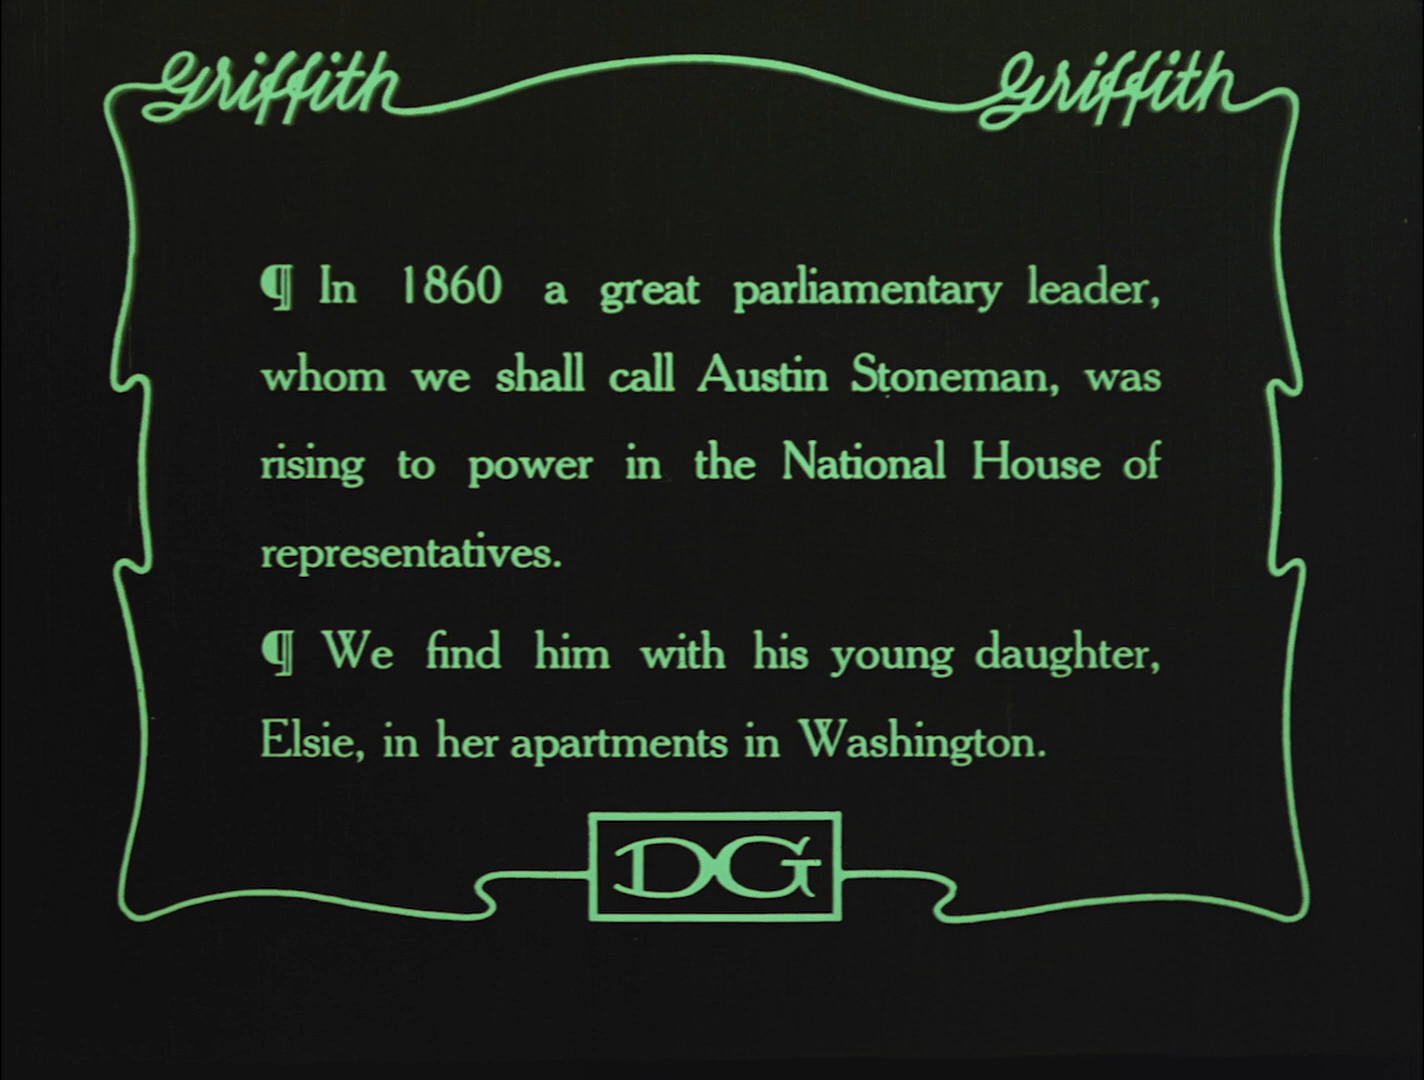 Griffith Griffith
¶ In 1860 a great parliamentary leader,
whom we shall call Austin Stoneman, was
rising to power in the National House of
representatives.
¶ We find him with his young daughter,
Elsie, in her apartments in Washington.
DG